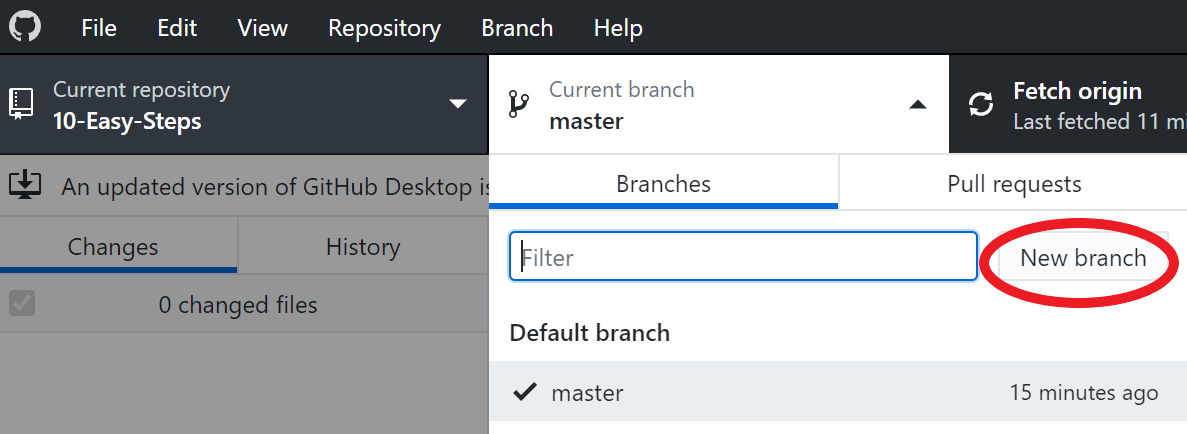 File Edit View Repository Branch Help
Current repository
10-Easy-Steps
Current branch
master
Fetch origin
Last fetched 11 mi
An updated version of GitHub Desktop is
Changes
History
0 changed files
Branches
Pull requests
Filter
New branch
Default branch
master
15 minutes ago